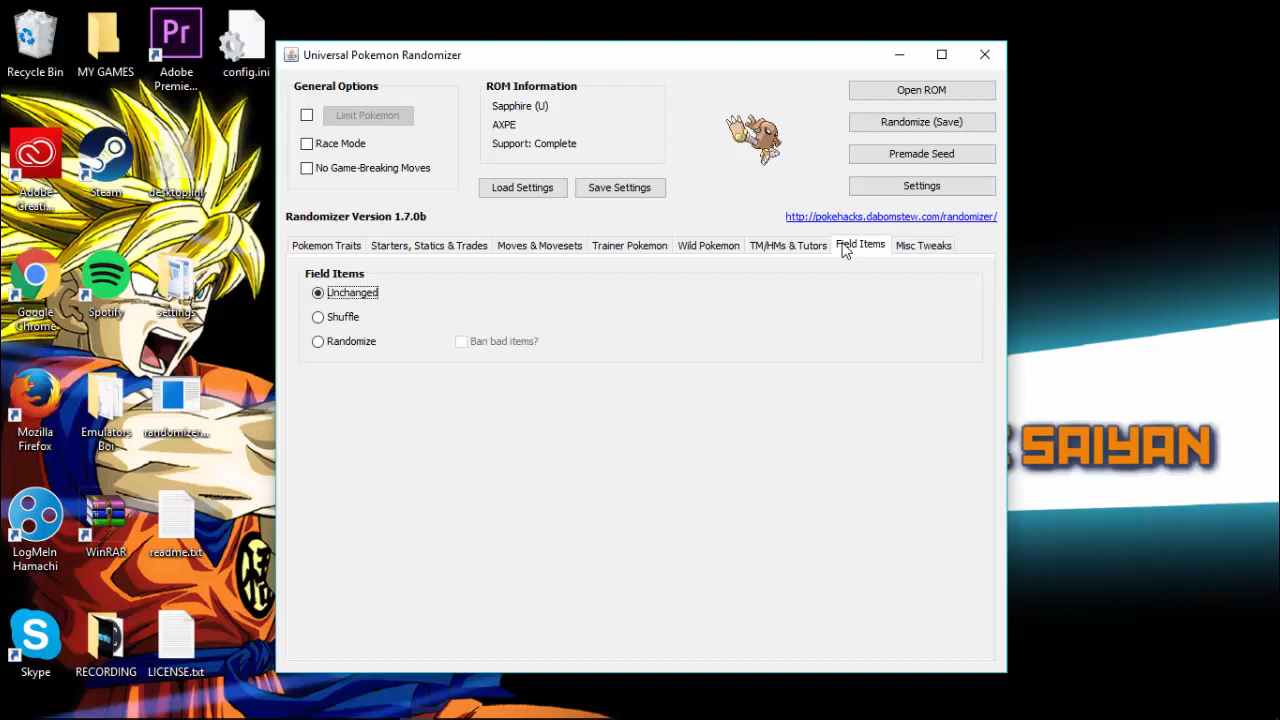 Recycle Bin
MY GAMES
Adobe
Premie...
config.ini
Adobe
Creati...
Steam
desktop.ini
Google
Chrome
Spotify
settings
Mozilla
Firefox
Emulators
Boi
randomizer...
LogMeIn
Hamachi
WinRAR
readme.txt
Skype
RECORDING
LICENSE.txt
Pr
Universal Pokemon Randomizer
General Options
Limit Pokemon
Race Mode
No Game-Breaking Moves
ROM Information
Sapphire (U)
AXPE
Support: Complete
Load Settings
Save Settings
Open ROM
Randomize (Save)
Premade Seed
Settings
Randomizer Version 1.7.0b
http://pokehacks.dabomstew.com/randomizer/
Pokemon Traits
Starters, Statics & Trades
Moves & Movesets
Trainer Pokemon
Wild Pokemon
TM/HMs & Tutors
Field Items
Misc Tweaks
Field Items
Unchanged
Shuffle
Randomize
Ban bad items?
SAIYAN